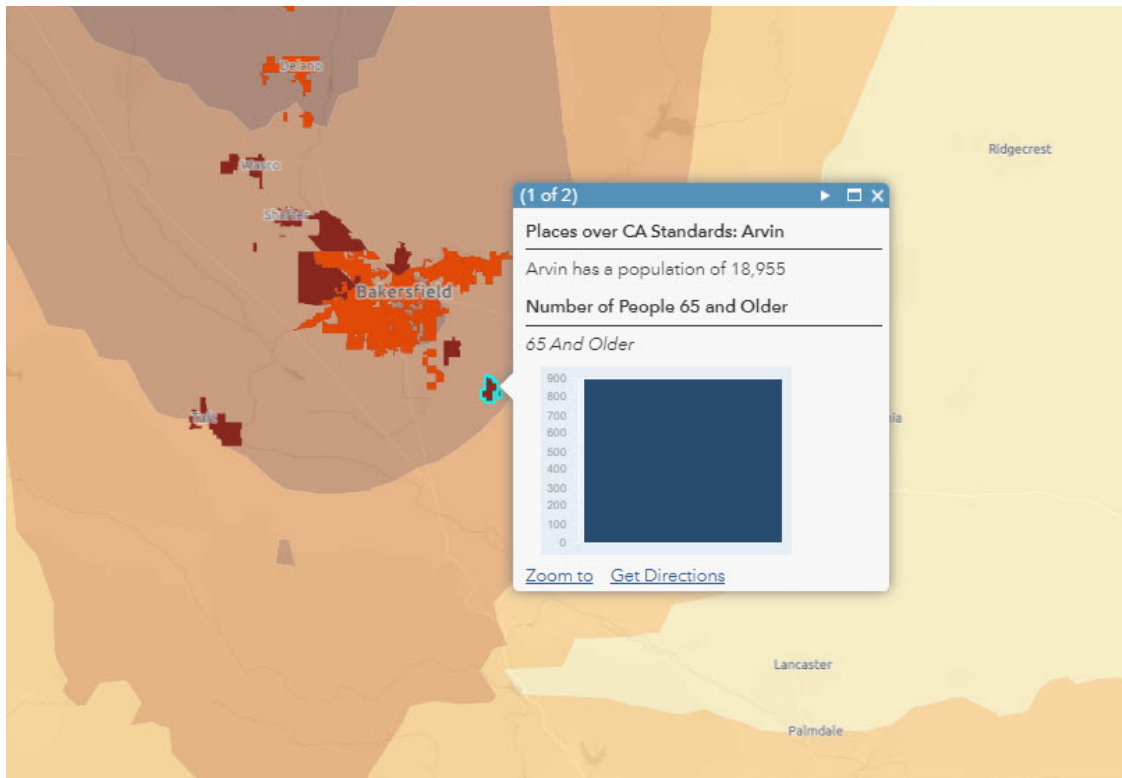 Delano
Ridgecrest
Wasco
(1 of 2)
Shafter
Places over CA Standards: Arvin
Arvin has a population of 18,955
Bakersfield
Number of People 65 and Older
65 And Older
900
800
700
600
500
400
300
200
100
0
Taft
Zoom to Get Directions
Lancaster
Palmdale